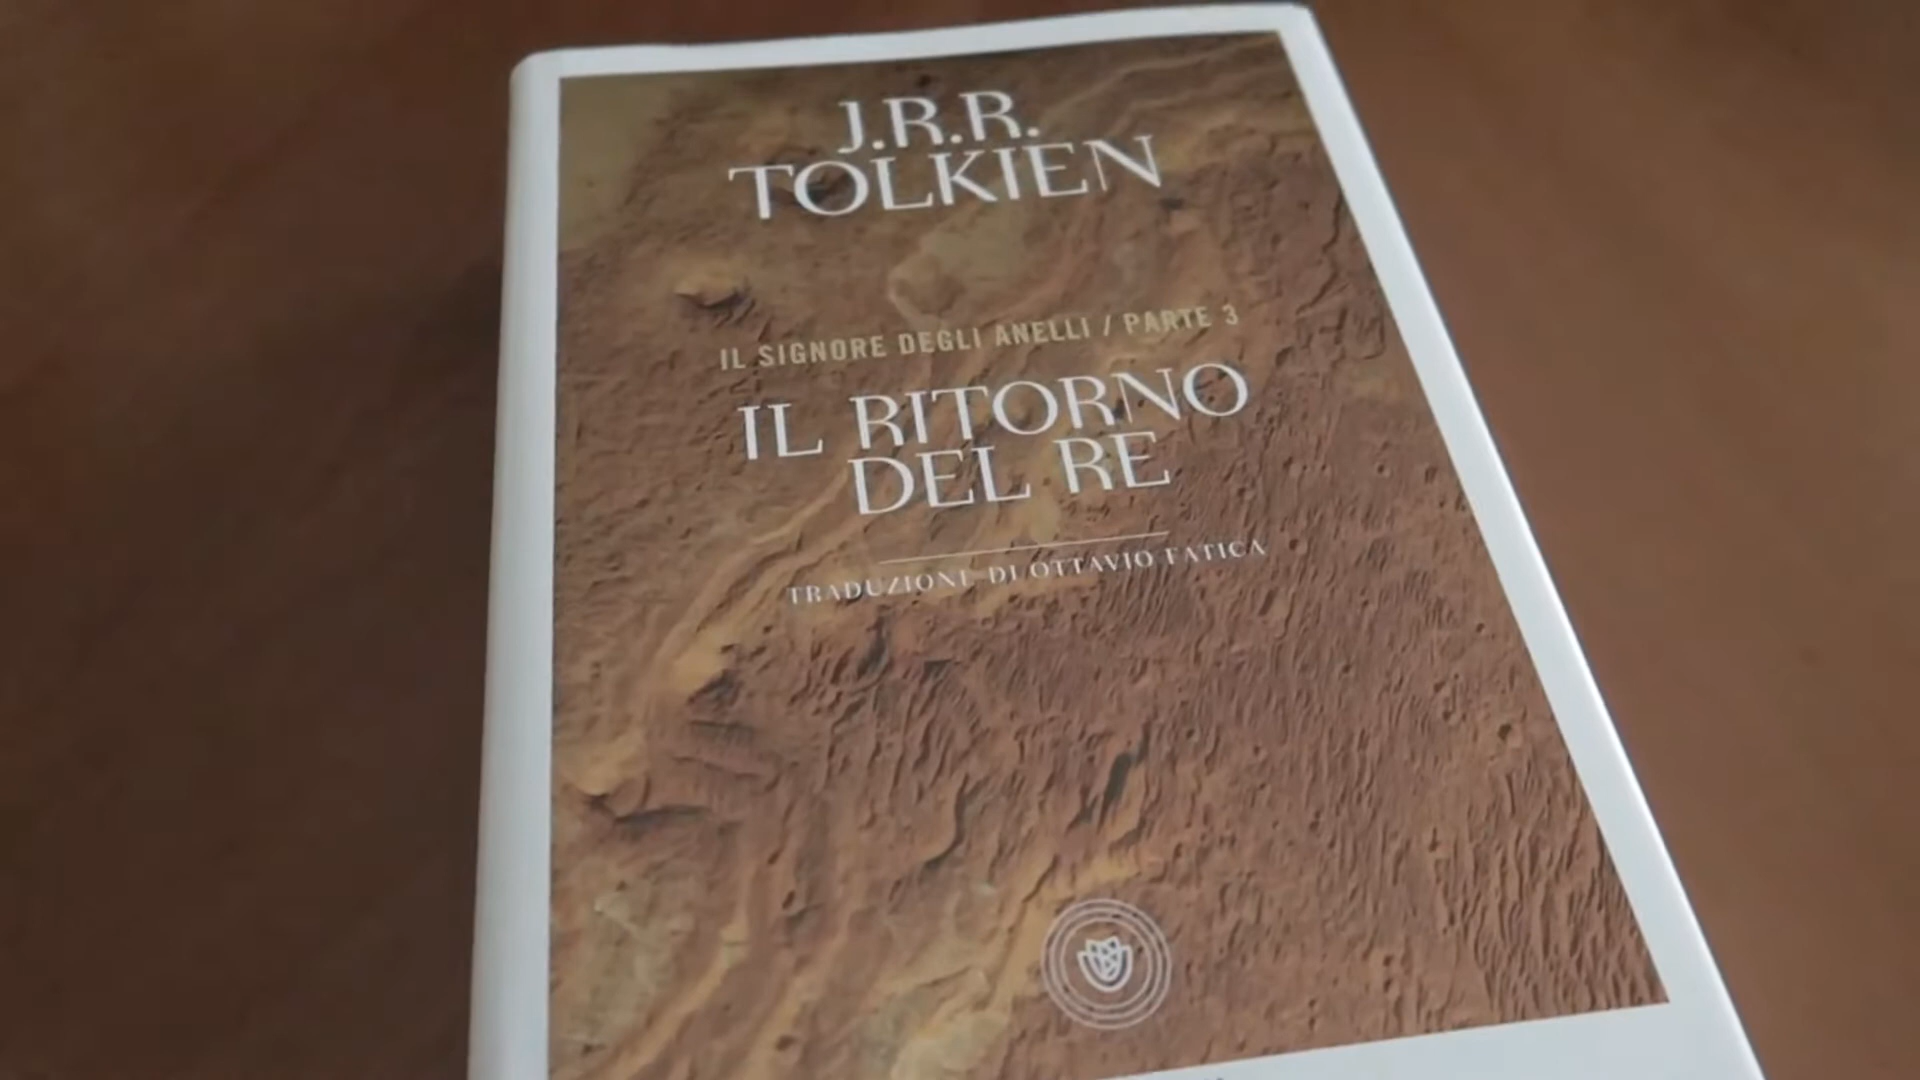 J.R.R.
TOLKIEN
IL SIGNORE DEGLI ANELLI / PARTE 3
IL RITORNO
DEL RE
TRADUZIONE DI OTTAVIO FATICA